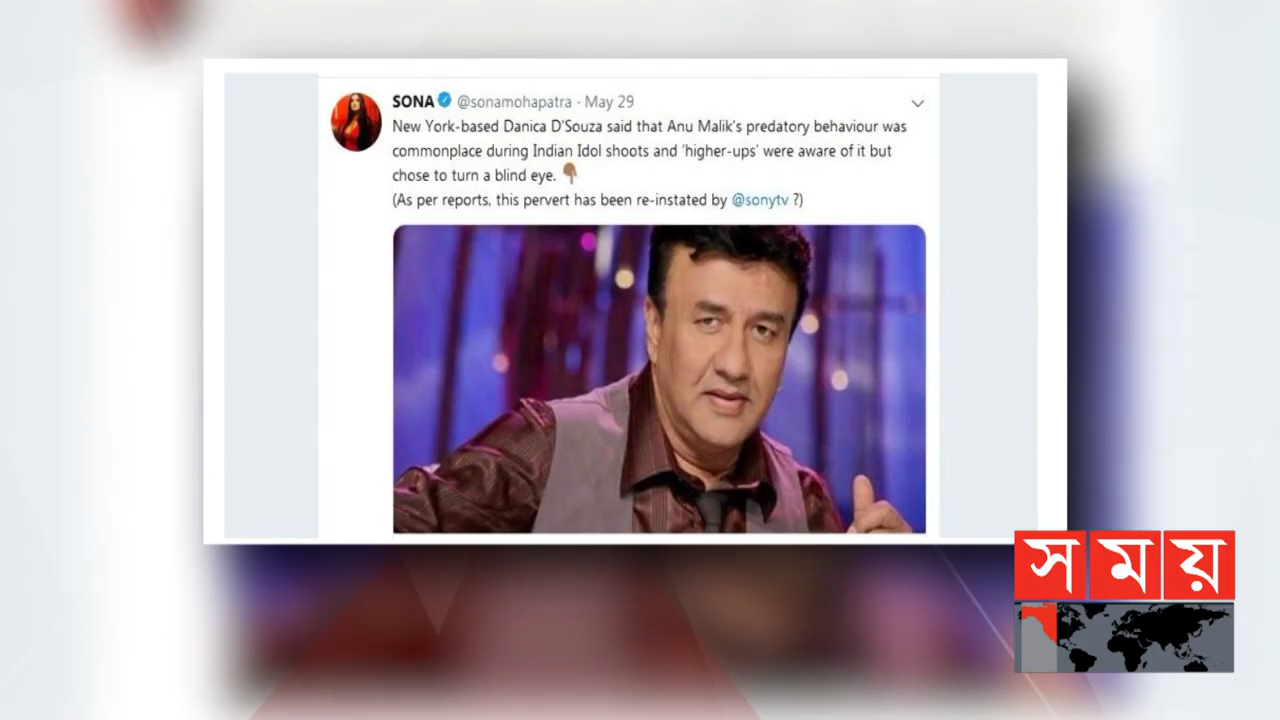 SONA @sonamohapatra · May 29
New York-based Danica D'Souza said that Anu Malik's predatory behaviour was
commonplace during Indian Idol shoots and 'higher-ups' were aware of it but
chose to turn a blind eye. 👇🏾
(As per reports, this pervert has been re-instated by @sonytv ?)
সময়